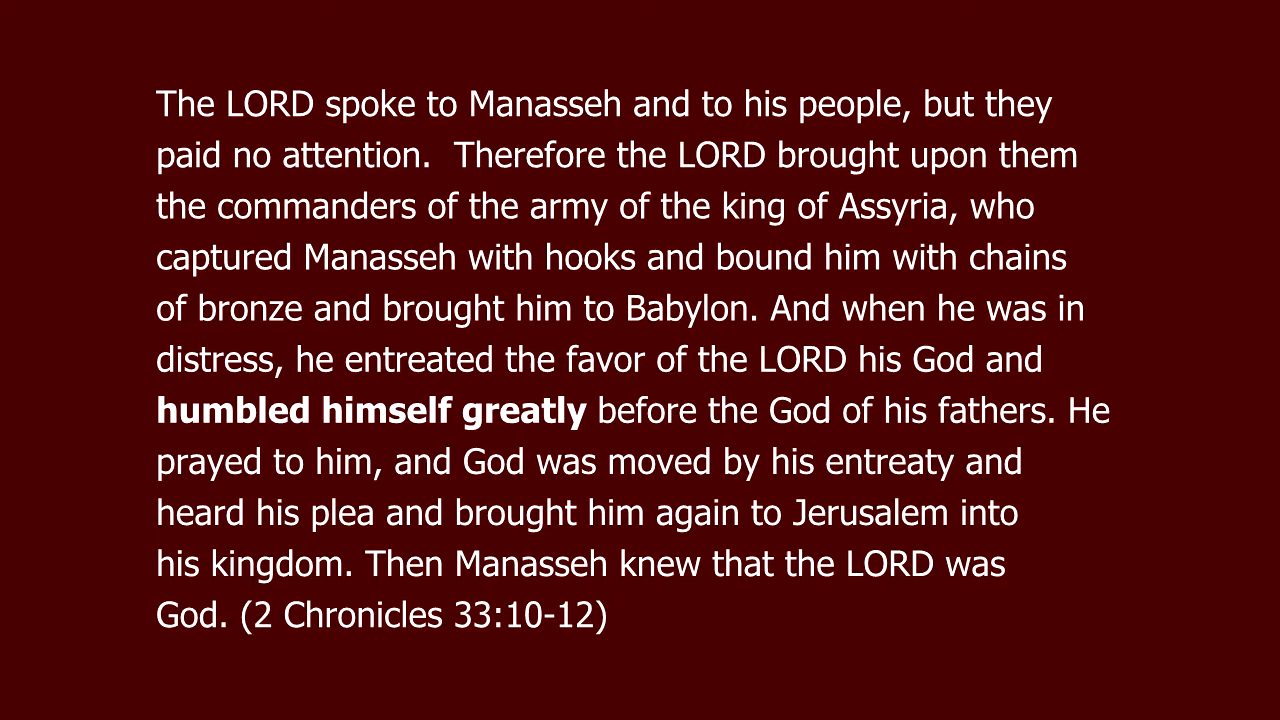 The LORD spoke to Manasseh and to his people, but they
paid no attention.  Therefore the LORD brought upon them
the commanders of the army of the king of Assyria, who
captured Manasseh with hooks and bound him with chains
of bronze and brought him to Babylon. And when he was in
distress, he entreated the favor of the LORD his God and
humbled himself greatly before the God of his fathers. He
prayed to him, and God was moved by his entreaty and
heard his plea and brought him again to Jerusalem into
his kingdom. Then Manasseh knew that the LORD was
God. (2 Chronicles 33:10-12)